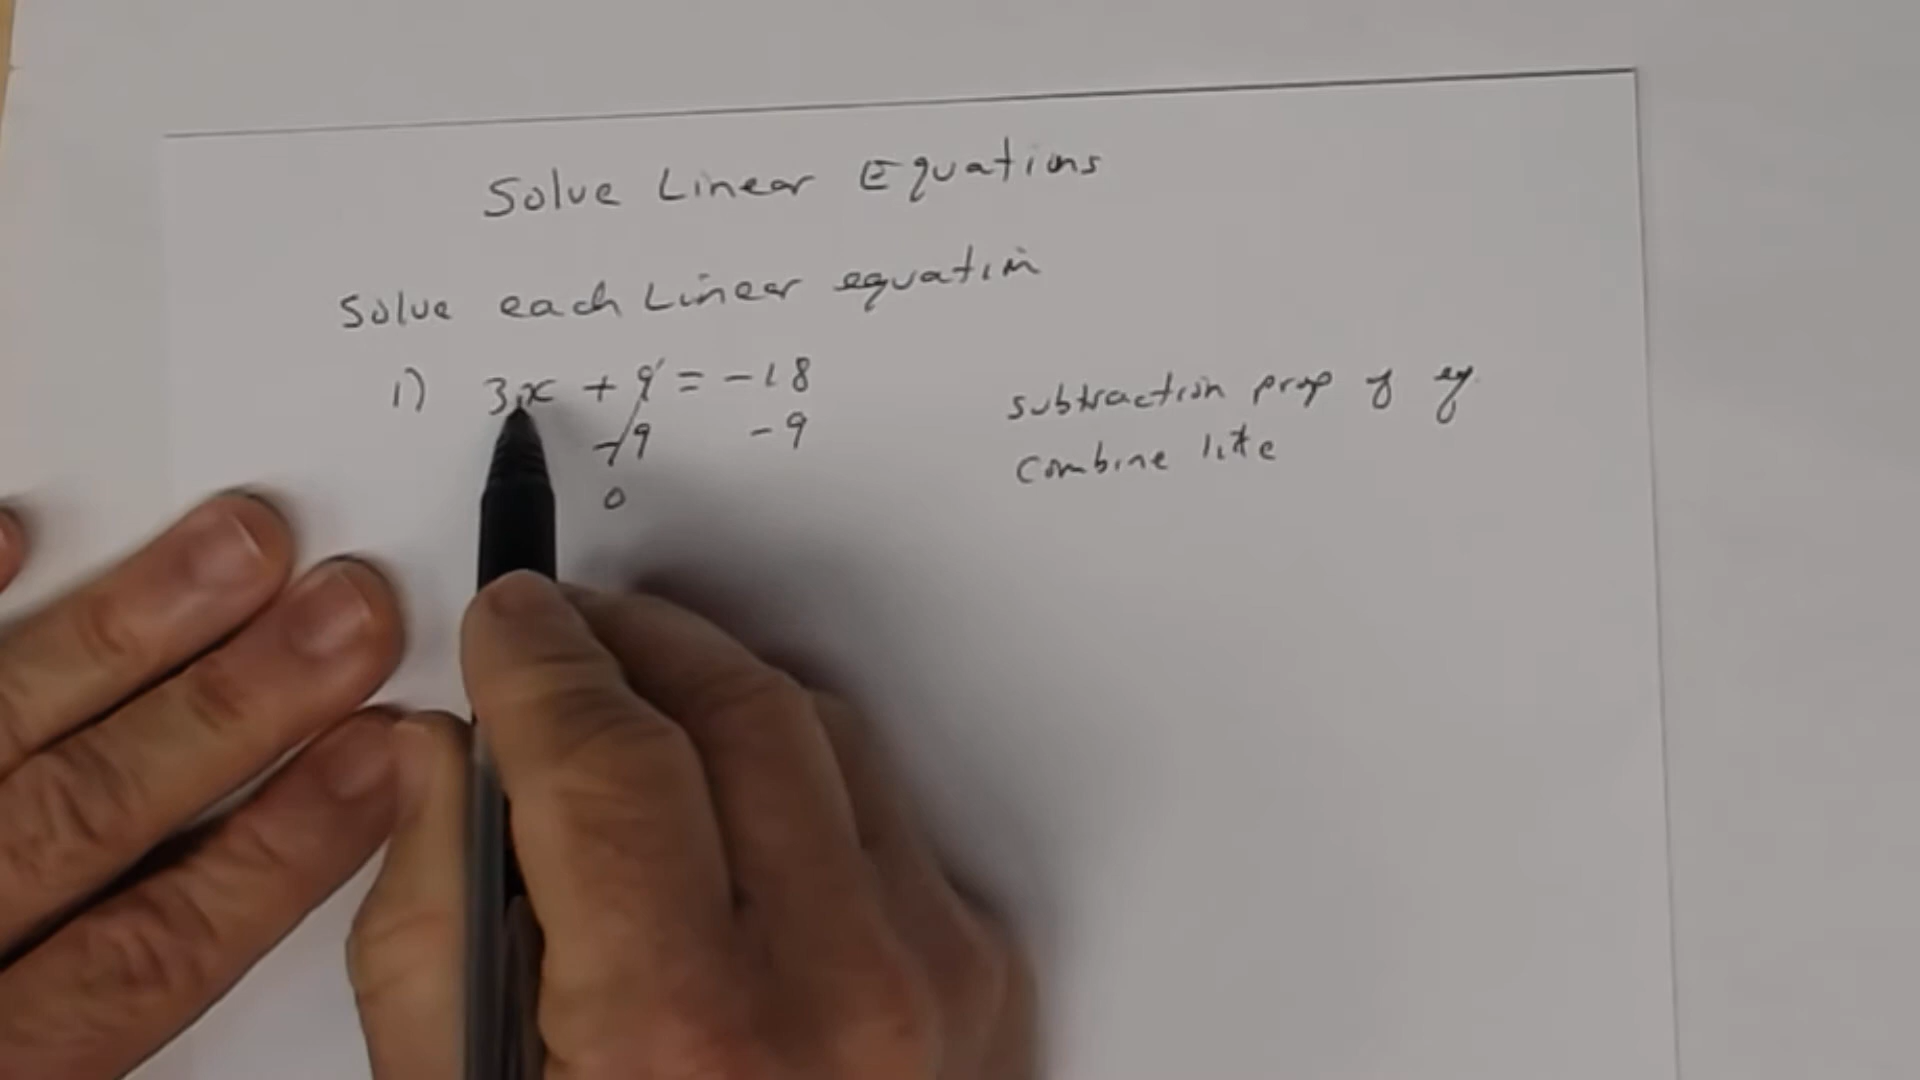 Solve Linear Equations
Solve each Linear equation
1) 3x + 9 = -18
-9 -9
0
subtraction prop of eq.
Combine like